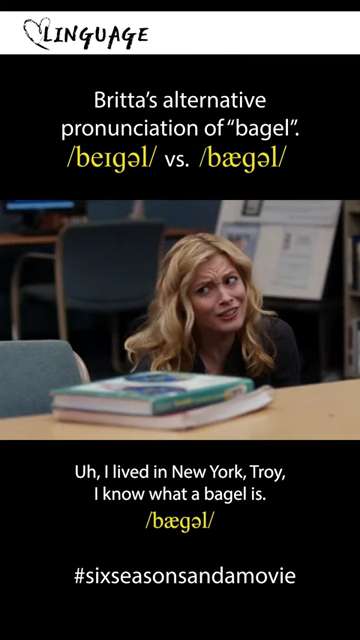 LINGUAGE
Britta's alternative
pronunciation of “bagel”.
/beɪgəl/ vs. /bægəl/
Uh, I lived in New York, Troy,
I know what a bagel is.
/bægəl/
#sixseasonsandamovie